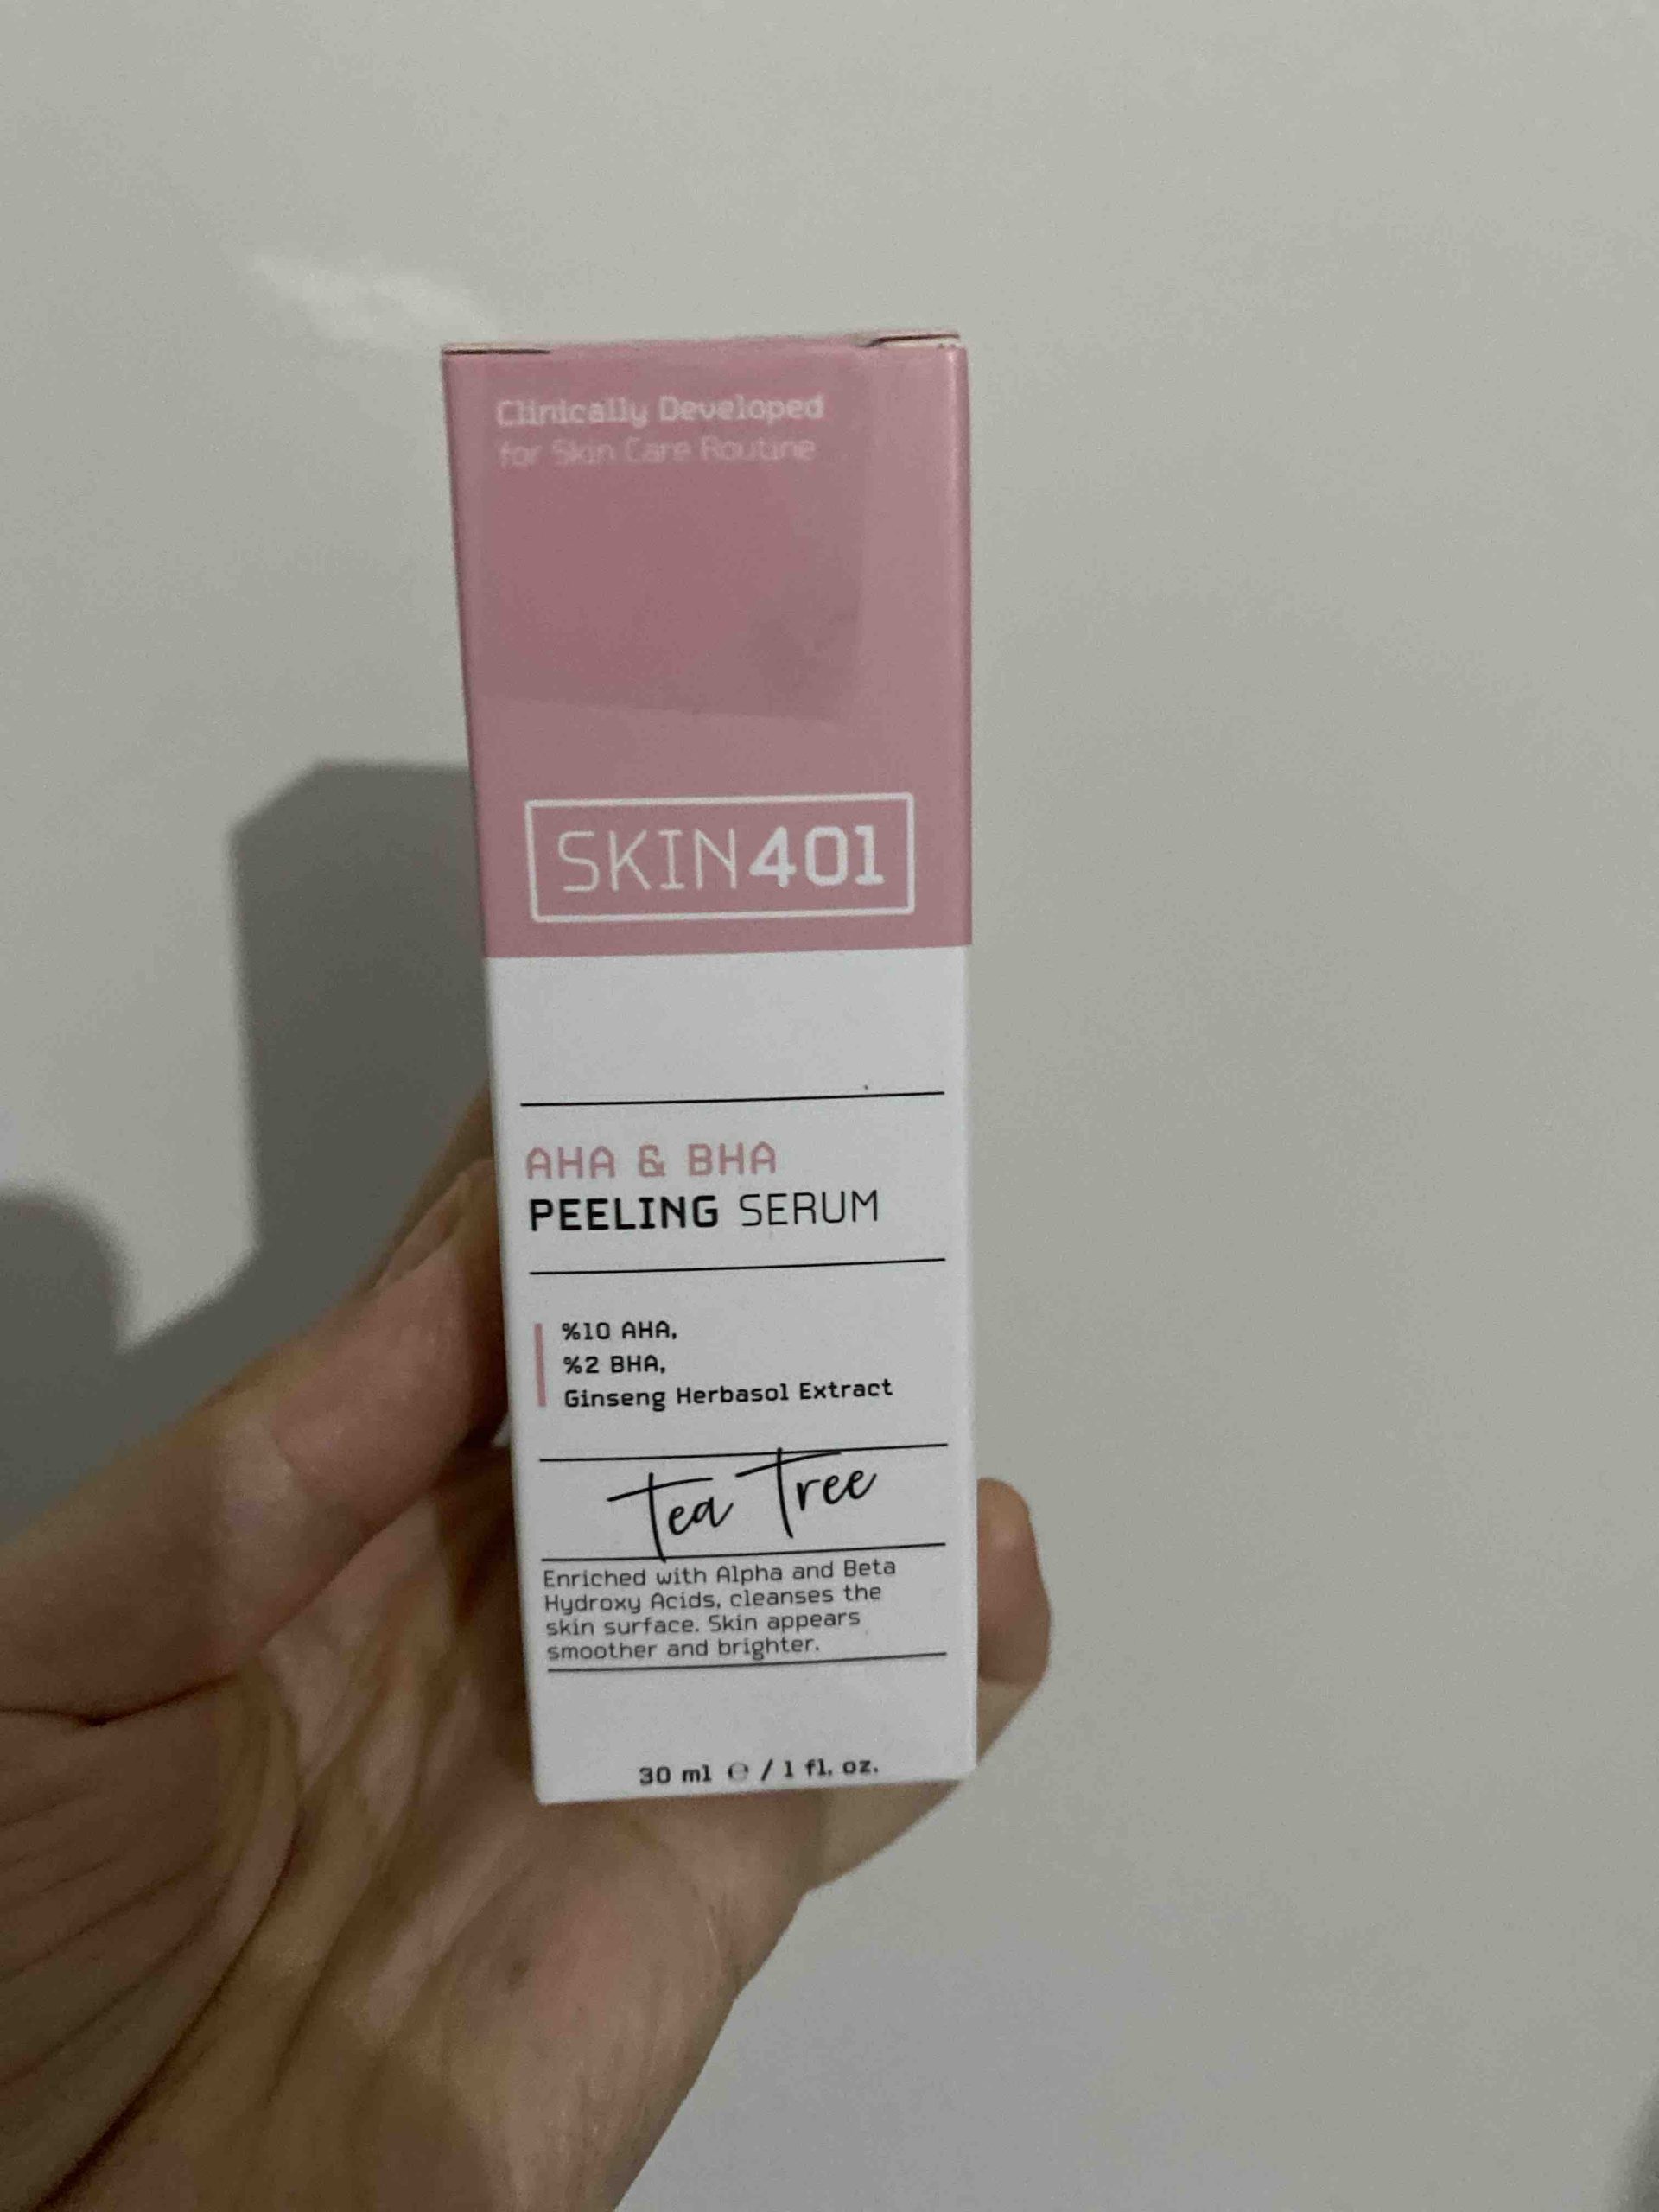 Clinically Developed
for Skin Care Routine
SKIN401
AHA & BHA
PEELING SERUM
%10 AHA,
%2 BHA,
Ginseng Herbasol Extract
Tea Tree
Enriched with Alpha and Beta
Hydroxy Acids, cleanses the
skin surface. Skin appears
smoother and brighter.
30 ml ℮ / 1 fl. oz.